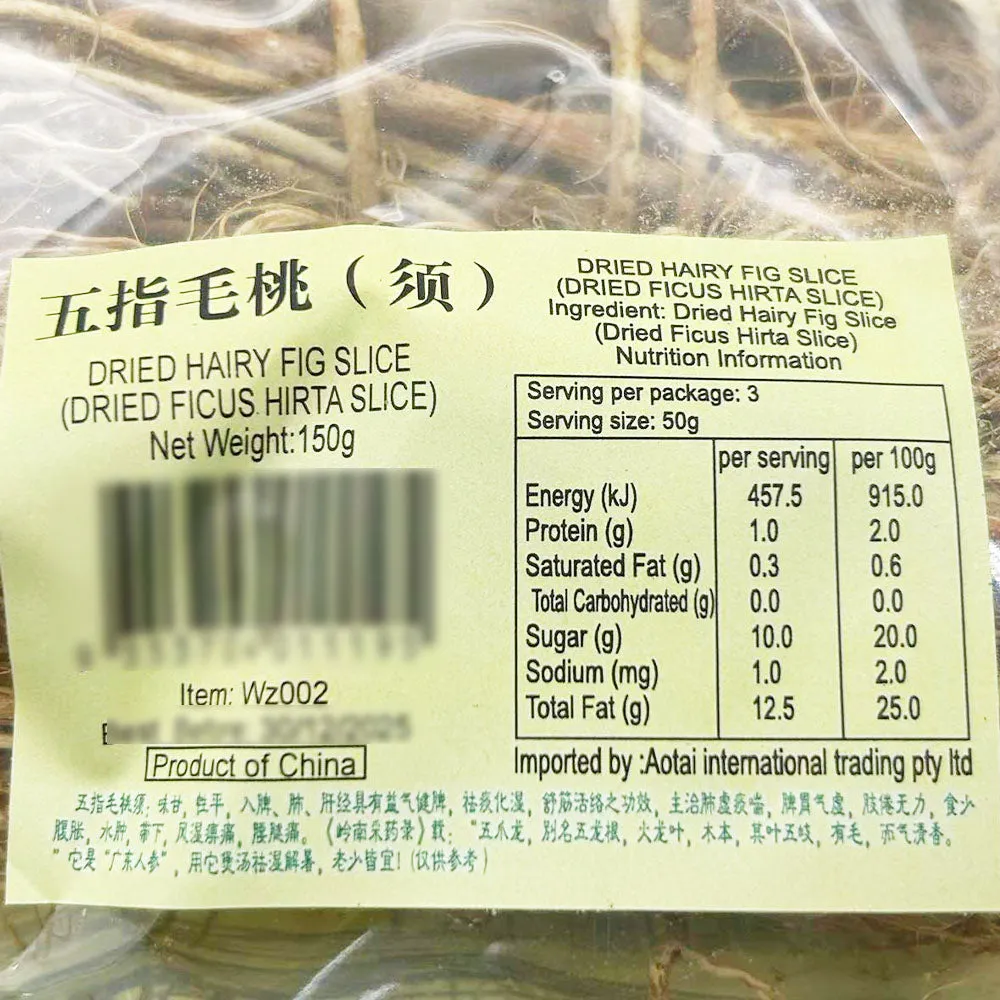 五指毛桃（须）
DRIED HAIRY FIG SLICE
(DRIED FICUS HIRTA SLICE)
Net Weight:150g
Item: Wz002
Product of China
DRIED HAIRY FIG SLICE
(DRIED FICUS HIRTA SLICE)
Ingredient: Dried Hairy Fig Slice
(Dried Ficus Hirta Slice)
Nutrition Information
Serving per package: 3
Serving size: 50g
per serving per 100g
Energy (kJ) 457.5 915.0
Protein (g) 1.0 2.0
Saturated Fat (g) 0.3 0.6
Total Carbohydrated (g) 0.0 0.0
Sugar (g) 10.0 20.0
Sodium (mg) 1.0 2.0
Total Fat (g) 12.5 25.0
Imported by :Aotai international trading pty ltd
五指毛桃须: 味甘, 性平, 入脾、肺、肝经具有益气健脾, 祛痰化湿, 舒筋活络之功效, 主治肺虚痰喘, 脾胃气虚, 肢倦无力, 食少
腹胀, 水肿, 带下, 风湿痹痛, 腰腿痛。《岭南采药录》载: “五爪龙, 别名五龙根, 火龙叶, 木本, 其叶五歧, 有毛, 而气清香。
” 它是“广东人参”, 用它煲汤祛湿解暑, 老少皆宜! (仅供参考)